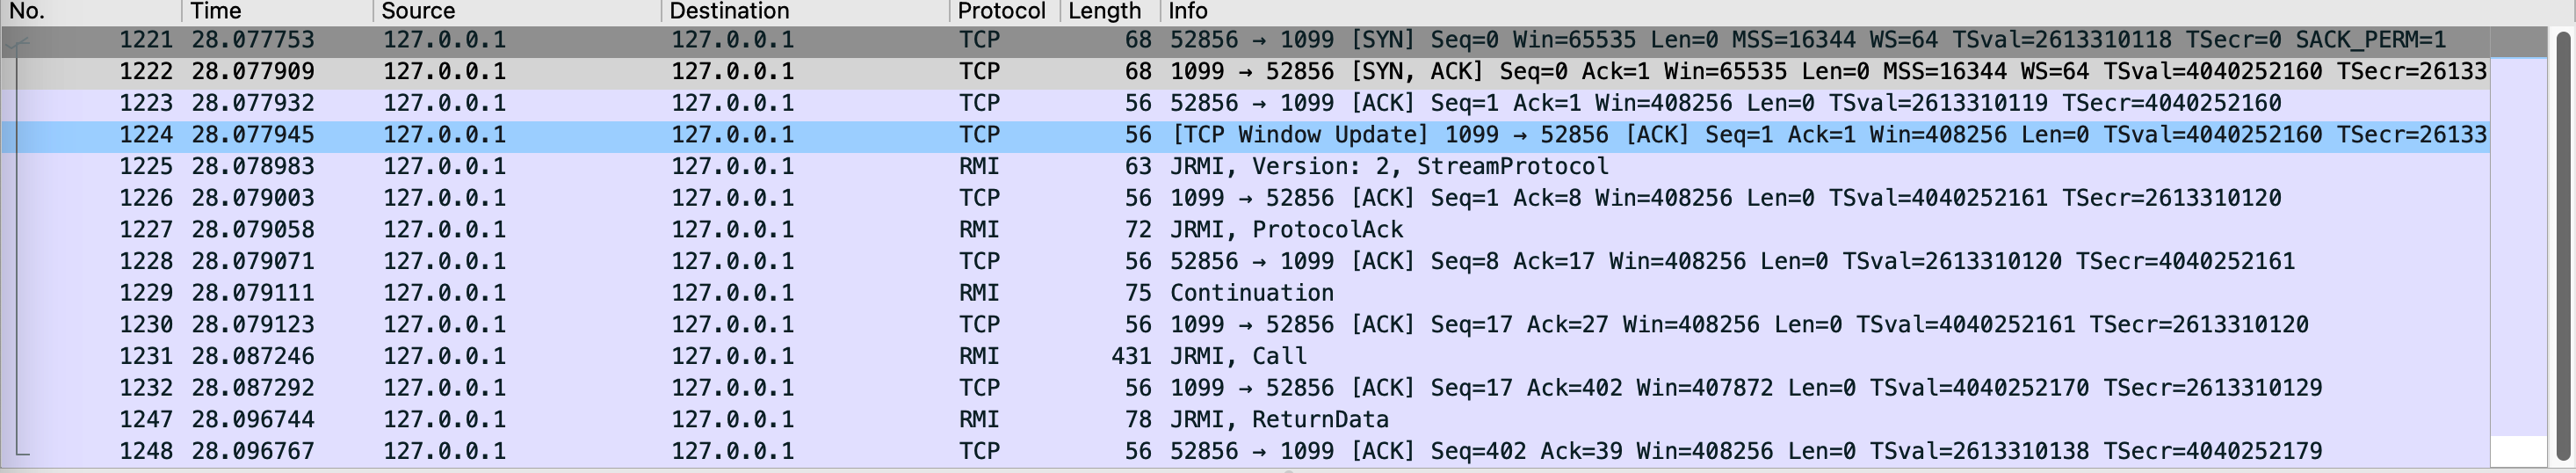 No. Time Source Destination Protocol Length Info
1221 28.077753 127.0.0.1 127.0.0.1 TCP 68 52856 → 1099 [SYN] Seq=0 Win=65535 Len=0 MSS=16344 WS=64 TSval=2613310118 TSecr=0 SACK_PERM=1
1222 28.077909 127.0.0.1 127.0.0.1 TCP 68 1099 → 52856 [SYN, ACK] Seq=0 Ack=1 Win=65535 Len=0 MSS=16344 WS=64 TSval=4040252160 TSecr=26133
1223 28.077932 127.0.0.1 127.0.0.1 TCP 56 52856 → 1099 [ACK] Seq=1 Ack=1 Win=408256 Len=0 TSval=2613310119 TSecr=4040252160
1224 28.077945 127.0.0.1 127.0.0.1 TCP 56 [TCP Window Update] 1099 → 52856 [ACK] Seq=1 Ack=1 Win=408256 Len=0 TSval=4040252160 TSecr=26133
1225 28.078983 127.0.0.1 127.0.0.1 RMI 63 JRMI, Version: 2, StreamProtocol
1226 28.079003 127.0.0.1 127.0.0.1 TCP 56 1099 → 52856 [ACK] Seq=1 Ack=8 Win=408256 Len=0 TSval=4040252161 TSecr=2613310120
1227 28.079058 127.0.0.1 127.0.0.1 RMI 72 JRMI, ProtocolAck
1228 28.079071 127.0.0.1 127.0.0.1 TCP 56 52856 → 1099 [ACK] Seq=8 Ack=17 Win=408256 Len=0 TSval=2613310120 TSecr=4040252161
1229 28.079111 127.0.0.1 127.0.0.1 RMI 75 Continuation
1230 28.079123 127.0.0.1 127.0.0.1 TCP 56 1099 → 52856 [ACK] Seq=17 Ack=27 Win=408256 Len=0 TSval=4040252161 TSecr=2613310120
1231 28.087246 127.0.0.1 127.0.0.1 RMI 431 JRMI, Call
1232 28.087292 127.0.0.1 127.0.0.1 TCP 56 1099 → 52856 [ACK] Seq=17 Ack=402 Win=407872 Len=0 TSval=4040252170 TSecr=2613310129
1247 28.096744 127.0.0.1 127.0.0.1 RMI 78 JRMI, ReturnData
1248 28.096767 127.0.0.1 127.0.0.1 TCP 56 52856 → 1099 [ACK] Seq=402 Ack=39 Win=408256 Len=0 TSval=2613310138 TSecr=4040252179